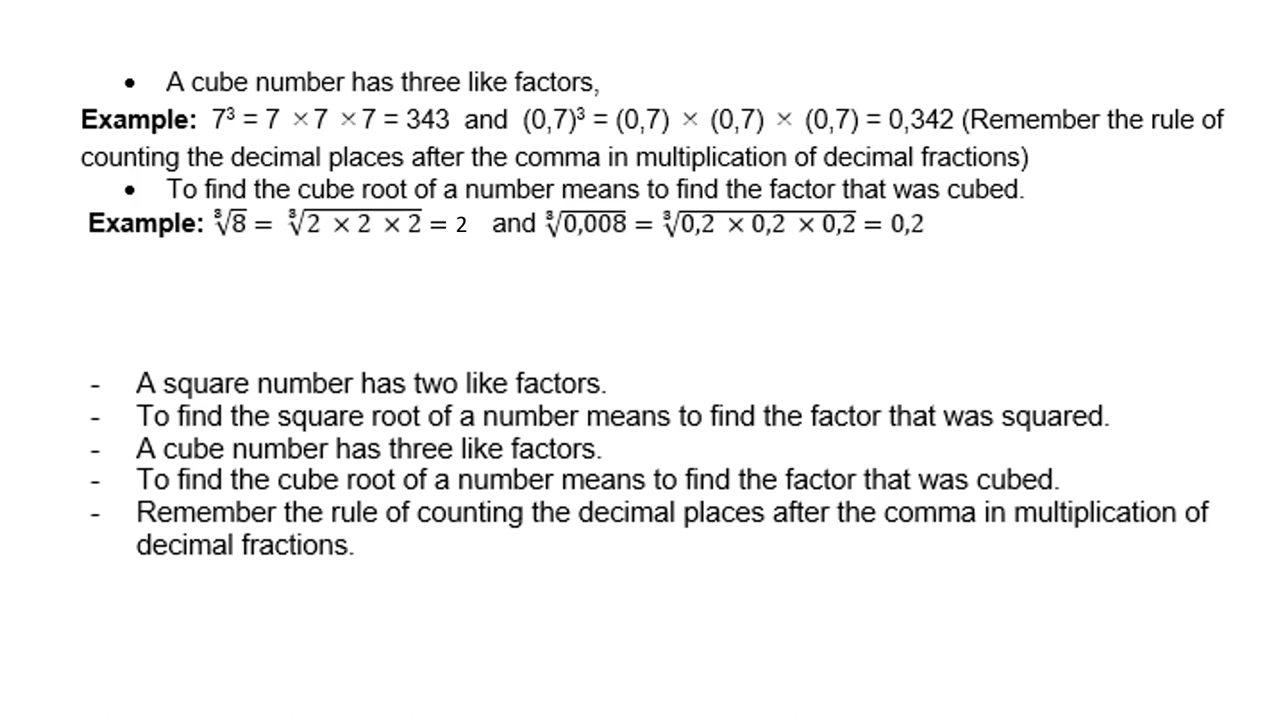 • A cube number has three like factors,
Example: 7³ = 7 × 7 × 7 = 343 and (0,7)³ = (0,7) × (0,7) × (0,7) = 0,342 (Remember the rule of
counting the decimal places after the comma in multiplication of decimal fractions)
• To find the cube root of a number means to find the factor that was cubed.
Example: ∛8 = ∛2 × 2 × 2 = 2 and ∛0,008 = ∛0,2 × 0,2 × 0,2 = 0,2
- A square number has two like factors.
- To find the square root of a number means to find the factor that was squared.
- A cube number has three like factors.
- To find the cube root of a number means to find the factor that was cubed.
- Remember the rule of counting the decimal places after the comma in multiplication of
decimal fractions.